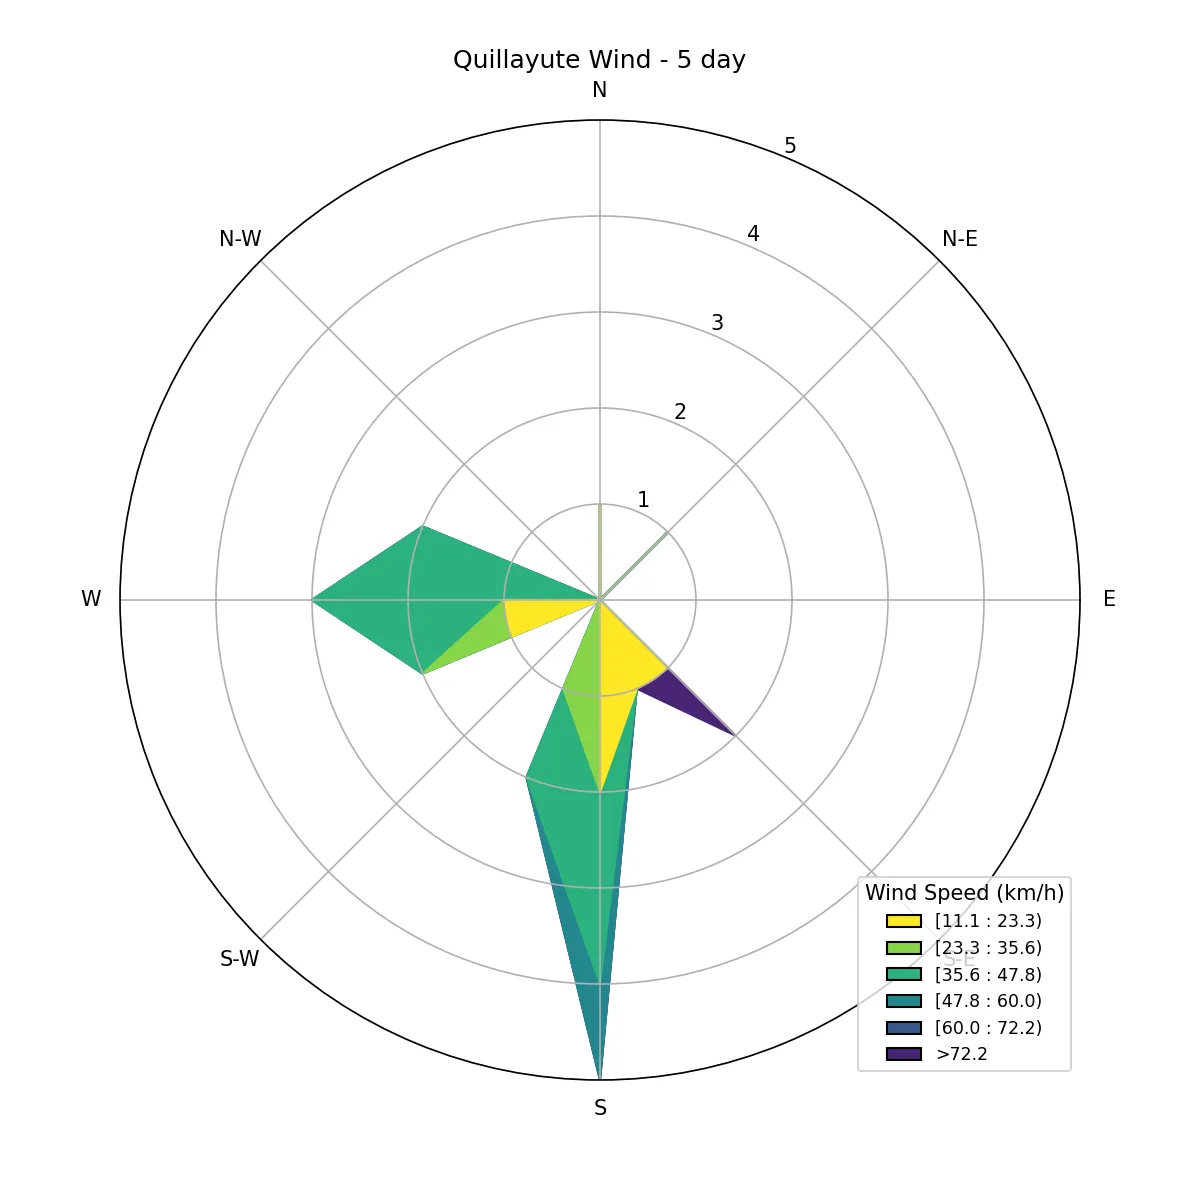 Quillayute Wind - 5 day
N
5
N-W
N-E
4
3
2
1
W
E
S-W
S-E
Wind Speed (km/h)
[11.1 : 23.3)
[23.3 : 35.6)
[35.6 : 47.8)
[47.8 : 60.0)
[60.0 : 72.2)
>72.2
S